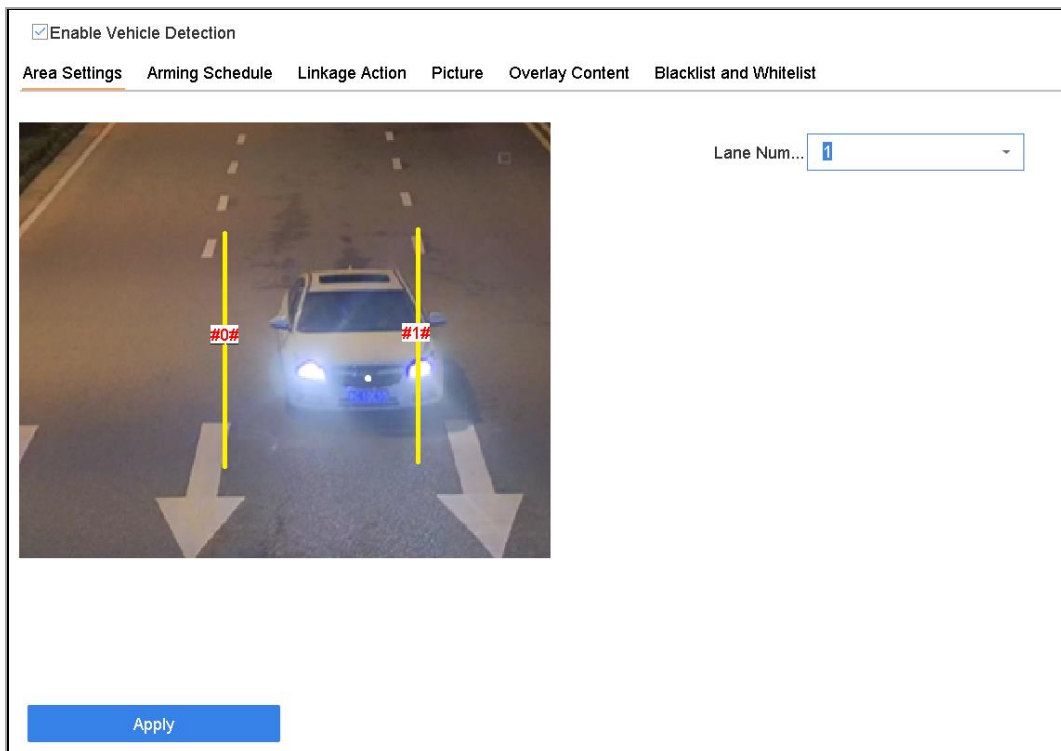 Enable Vehicle Detection
Area Settings Arming Schedule Linkage Action Picture Overlay Content Blacklist and Whitelist
Lane Num... 1
#0# #1#
Apply